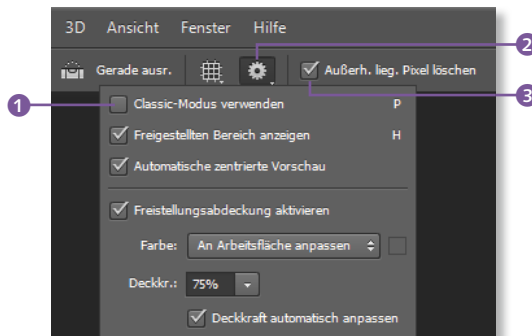 3D Ansicht Fenster Hilfe
2
Gerade ausr. Außerh. lieg. Pixel löschen
3
1 Classic-Modus verwenden P
Freigestellten Bereich anzeigen H
Automatische zentrierte Vorschau
Freistellungsabdeckung aktivieren
Farbe: An Arbeitsfläche anpassen
Deckkr.: 75%
Deckkraft automatisch anpassen